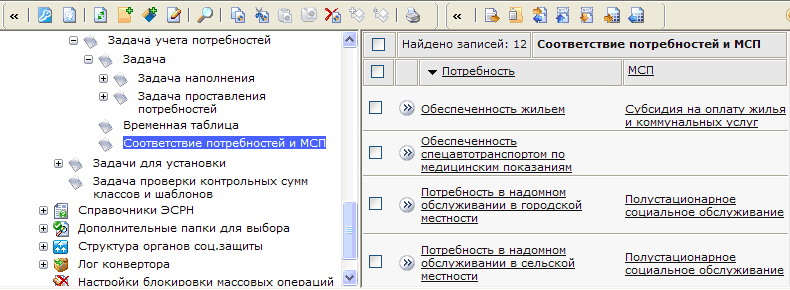 Задача учета потребностей
Задача
Задача наполнения
Задача проставления
потребностей
Временная таблица
Соответствие потребностей и МСП
Задачи для установки
Задача проверки контрольных сумм
классов и шаблонов
Справочники ЭСРН
Дополнительные папки для выбора
Структура органов соц.защиты
Лог конвертора
Настройки блокировки массовых операций
Найдено записей: 12 Соответствие потребностей и МСП
Потребность МСП
Обеспеченность жильем
Субсидия на оплату жилья
и коммунальных услуг
Обеспеченность
спецавтотранспортом по
медицинским показаниям
Потребность в надомном
обслуживании в городской
местности
Полустационарное
социальное обслуживание
Потребность в надомном
обслуживании в сельской
местности
Полустационарное
социальное обслуживание